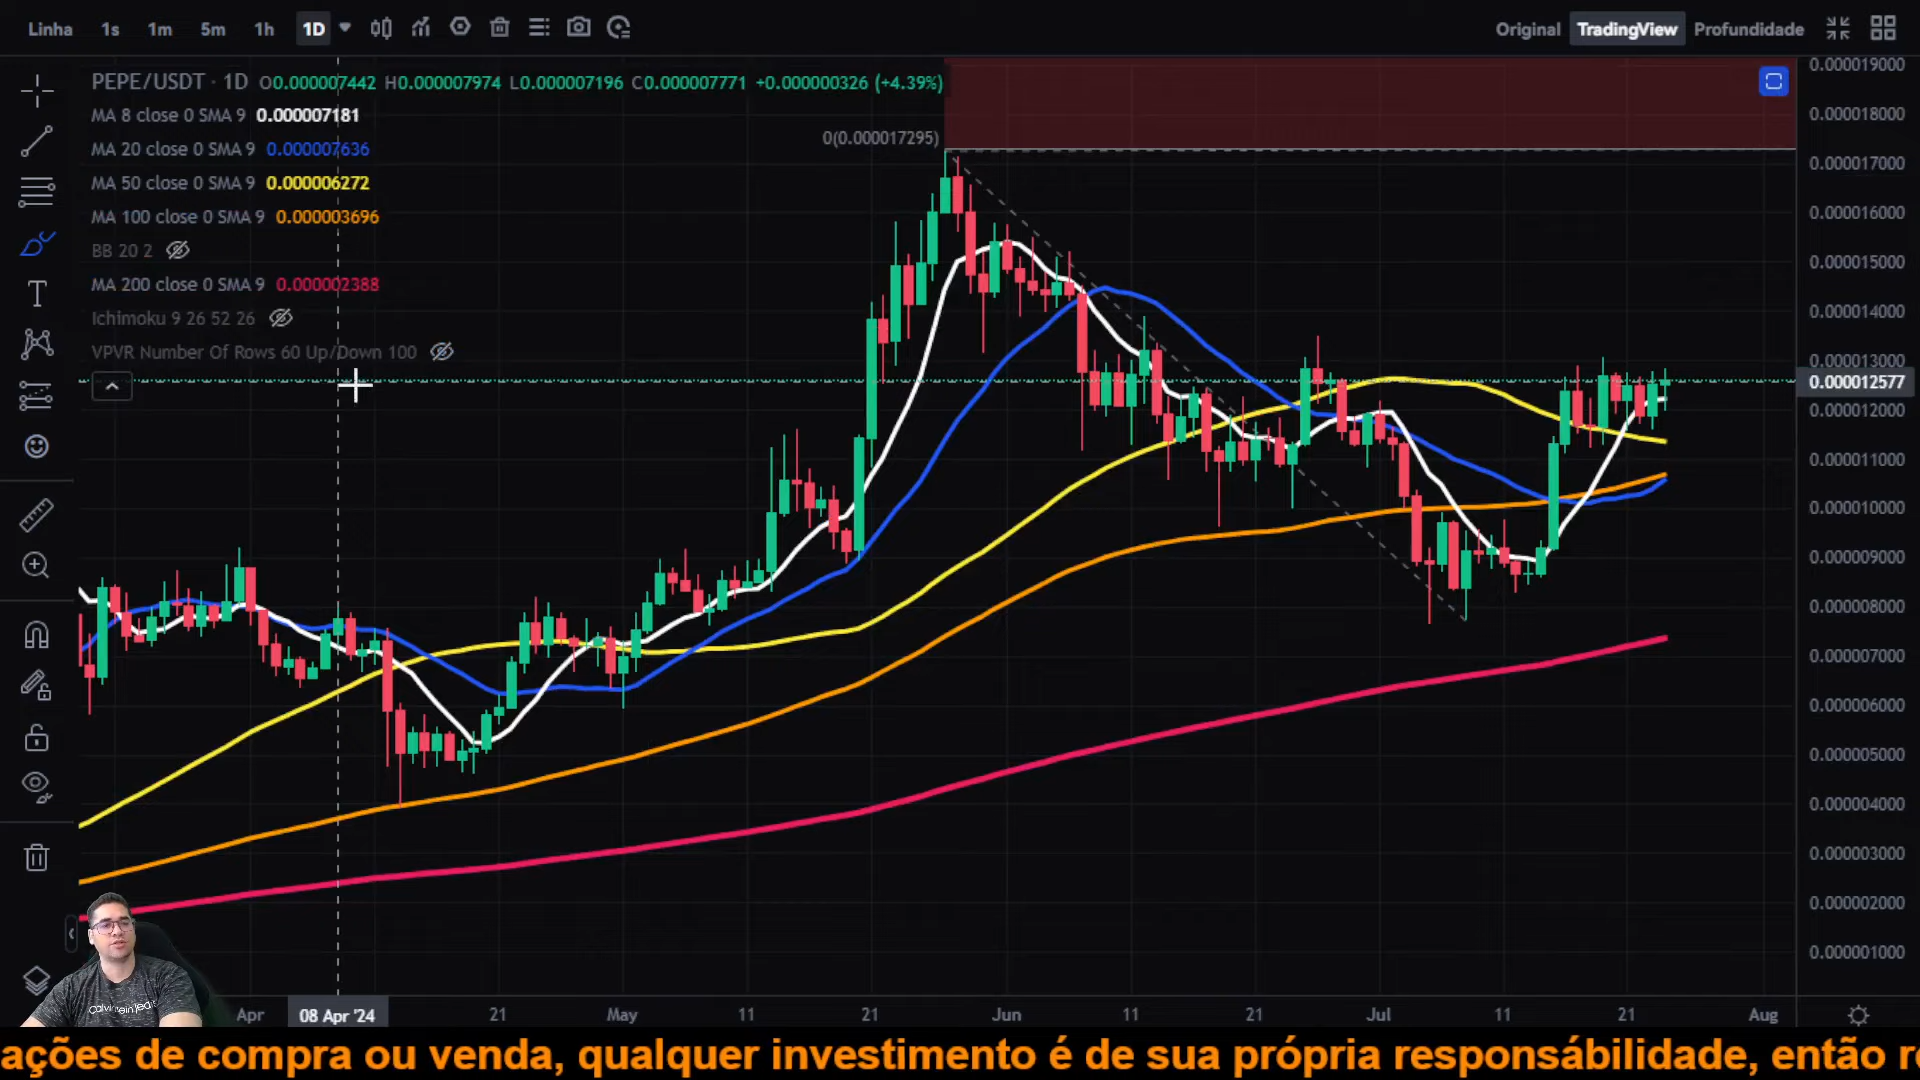 Linha 1s 1m 5m 1h 1D Original TradingView Profundidade
PEPE/USDT · 1D O0.000007442 H0.000007974 L0.000007196 C0.000007771 +0.000000326 (+4.39%)
MA 8 close 0 SMA 9 0.000007181
0(0.000017295)
MA 20 close 0 SMA 9 0.000007636
MA 50 close 0 SMA 9 0.000006272
MA 100 close 0 SMA 9 0.000003696
BB 20 2
MA 200 close 0 SMA 9 0.000002388
Ichimoku 9 26 52 26
VPVR Number Of Rows 60 Up/Down 100
0.000019000
0.000018000
0.000017000
0.000016000
0.000015000
0.000014000
0.000013000
0.000012577
0.000012000
0.000011000
0.000010000
0.000009000
0.000008000
0.000007000
0.000006000
0.000005000
0.000004000
0.000003000
0.000002000
0.000001000
Apr 08 Apr '24 21 May 11 21 Jun 11 21 Jul 11 21 Aug
ações de compra ou venda, qualquer investimento é de sua própria responsábilidade, então re